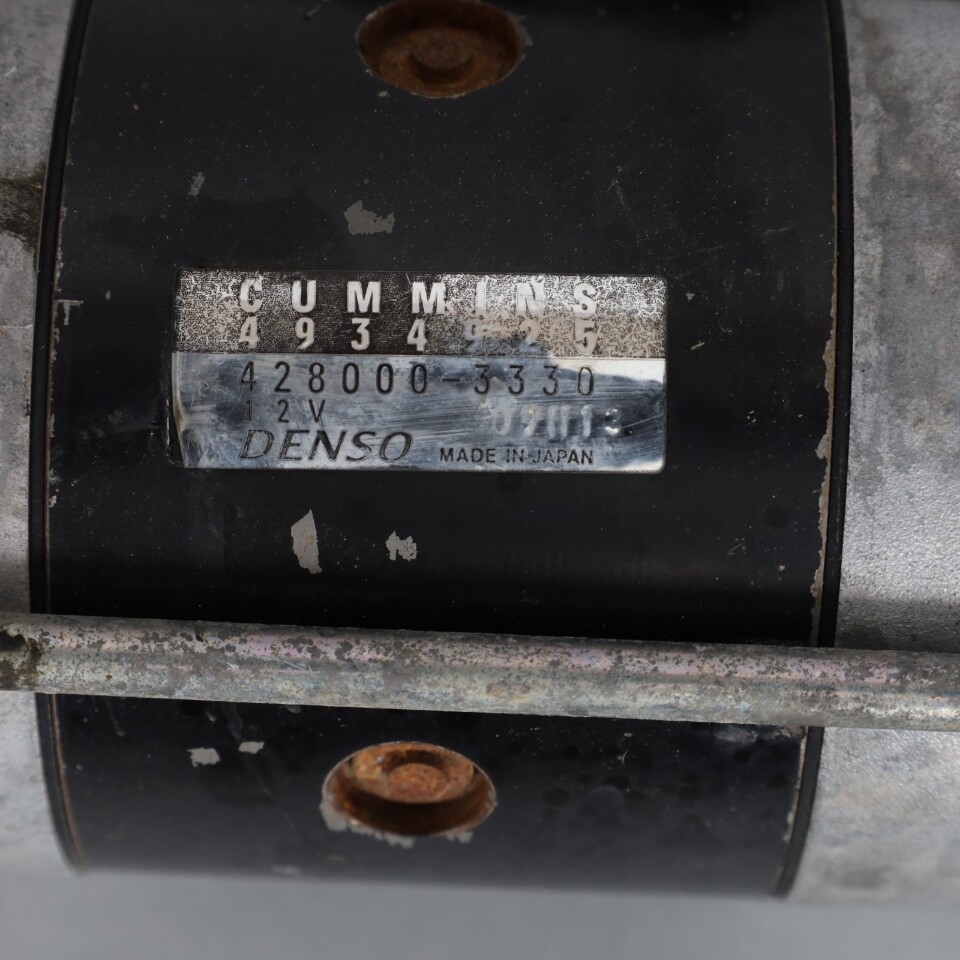 CUMMINS
4934925
428000-3330
12V
DENSO MADE IN JAPAN